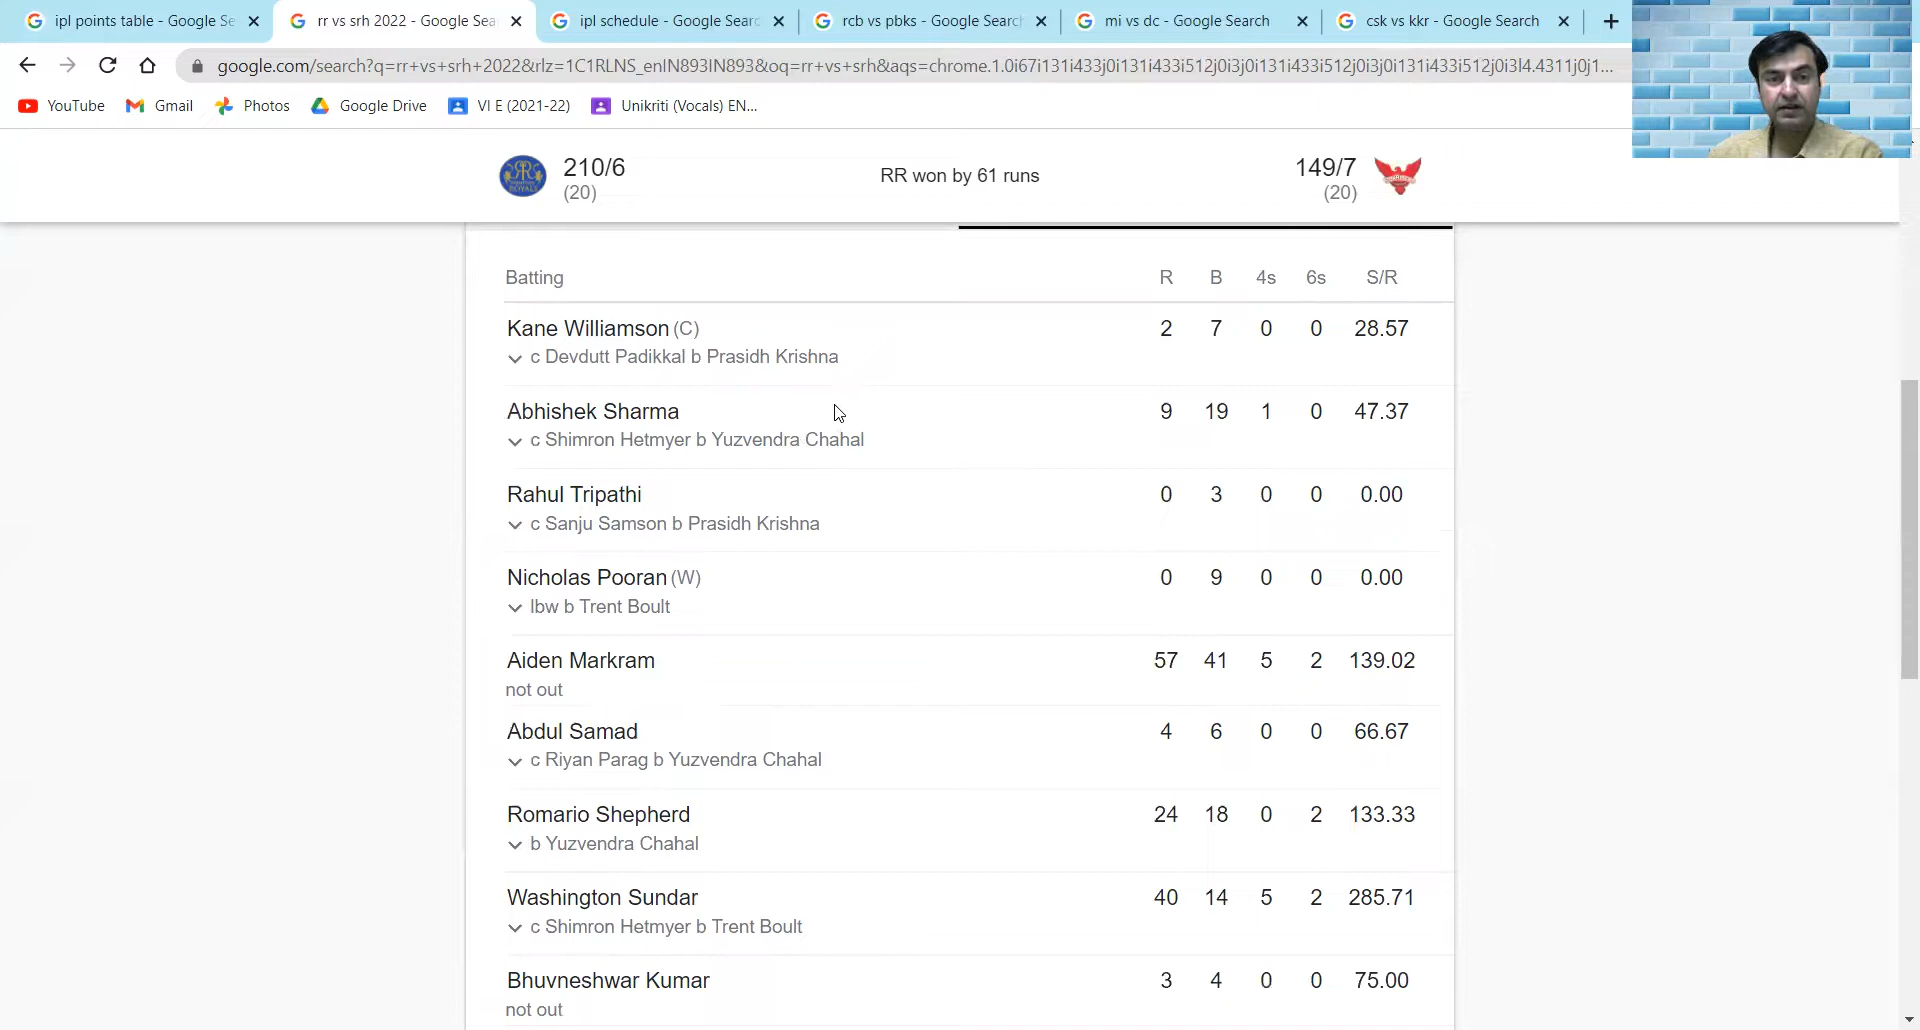 ipl points table - Google Se
rr vs srh 2022 - Google Sea
ipl schedule - Google Searc
rcb vs pbks - Google Search
mi vs dc - Google Search
csk vs kkr - Google Search
google.com/search?q=rr+vs+srh+2022&rlz=1C1RLNS_enIN893IN893&oq=rr+vs+srh&aqs=chrome.1.0i67i131i433j0i131i433i512j0i3j0i131i433i512j0i3j0i131i433i512j0i3l4.4311j0j1...
YouTube Gmail Photos Google Drive VI E (2021-22) Unikriti (Vocals) EN...
210/6 RR won by 61 runs 149/7
(20) (20)
ROYALS
Batting R B 4s 6s S/R
Kane Williamson (C) 2 7 0 0 28.57
c Devdutt Padikkal b Prasidh Krishna
Abhishek Sharma 9 19 1 0 47.37
c Shimron Hetmyer b Yuzvendra Chahal
Rahul Tripathi 0 3 0 0 0.00
c Sanju Samson b Prasidh Krishna
Nicholas Pooran (W) 0 9 0 0 0.00
lbw b Trent Boult
Aiden Markram 57 41 5 2 139.02
not out
Abdul Samad 4 6 0 0 66.67
c Riyan Parag b Yuzvendra Chahal
Romario Shepherd 24 18 0 2 133.33
b Yuzvendra Chahal
Washington Sundar 40 14 5 2 285.71
c Shimron Hetmyer b Trent Boult
Bhuvneshwar Kumar 3 4 0 0 75.00
not out